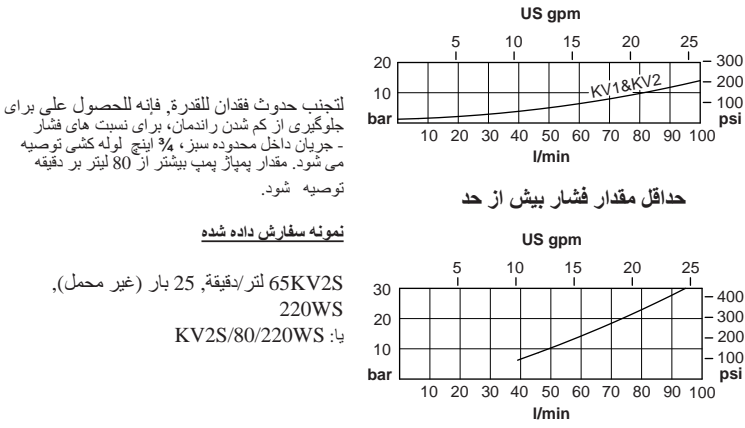 لتجنب حدوث فقدان للقدرة, فإنه للحصول على برای
جلوگیری از کم شدن راندمان، برای نسبت های فشار
- جریان داخل محدوده سبز، ¾ اینچ لوله کشی توصیه
می شود. مقدار پمپاژ پمپ بیشتر از 80 لیتر بر دقیقه
توصیه شود.
نمونه سفارش داده شده
65KV2S لتر/دقيقة, 25 بار (غير محمل),
220WS
یا: KV2S/80/220WS
US gpm
5 10 15 20 25
20
10
bar
300
200
100
psi
KV1&KV2
10 20 30 40 50 60 70 80 90 100
l/min
حداقل مقدار فشار بیش از حد
US gpm
5 10 15 20 25
30
20
10
bar
400
300
200
100
psi
10 20 30 40 50 60 70 80 90 100
l/min